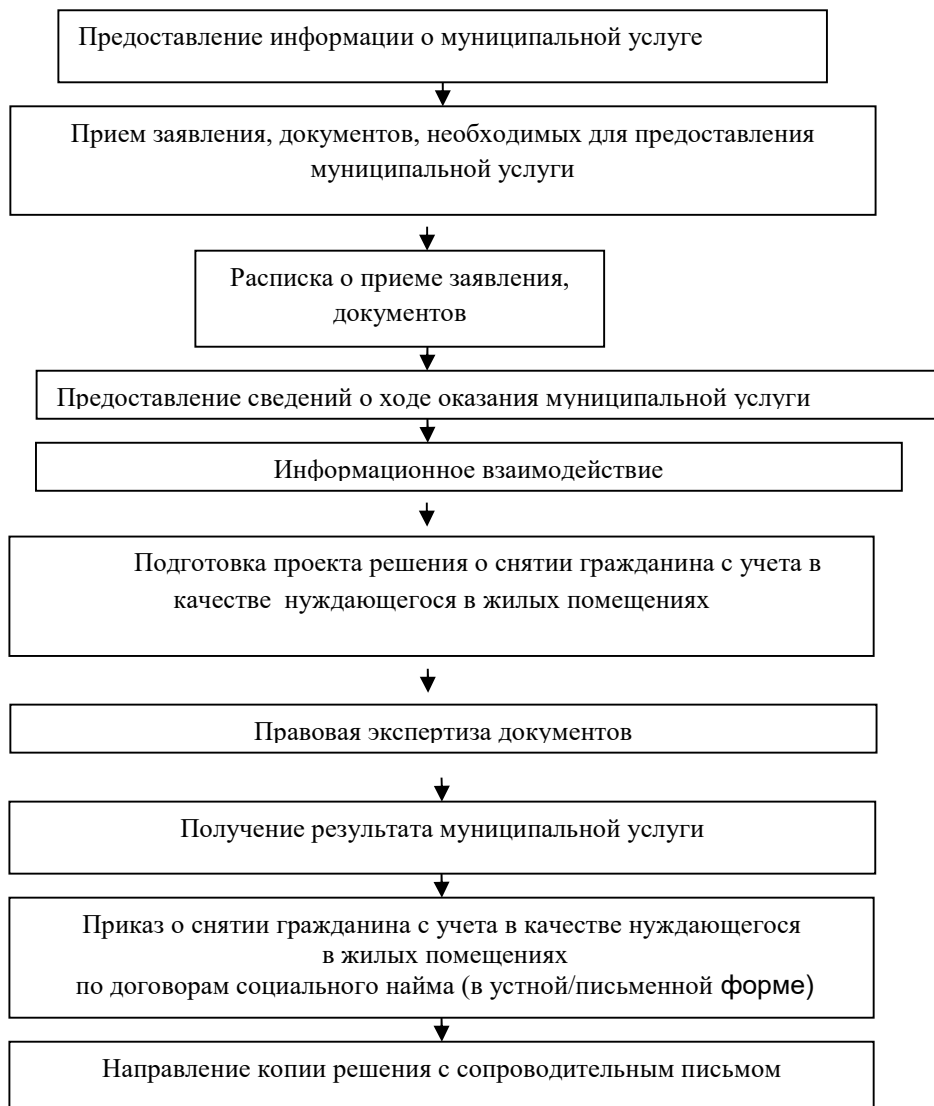 Предоставление информации о муниципальной услуге
Прием заявления, документов, необходимых для предоставления
муниципальной услуги
Расписка о приеме заявления,
документов
Предоставление сведений о ходе оказания муниципальной услуги
Информационное взаимодействие
Подготовка проекта решения о снятии гражданина с учета в
качестве нуждающегося в жилых помещениях
Правовая экспертиза документов
Получение результата муниципальной услуги
Приказ о снятии гражданина с учета в качестве нуждающегося
в жилых помещениях
по договорам социального найма (в устной/письменной форме)
Направление копии решения с сопроводительным письмом